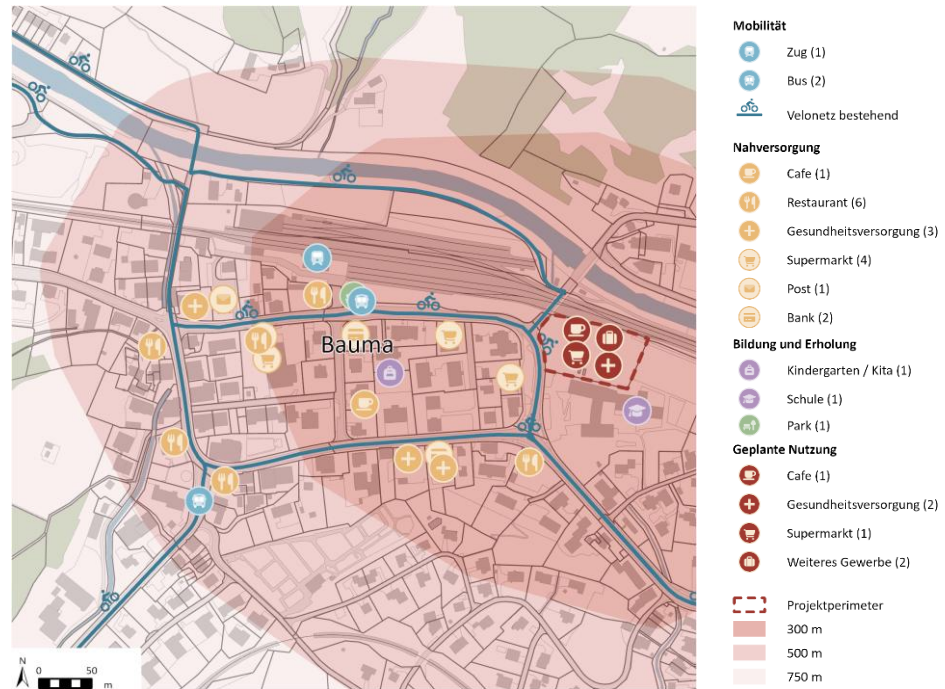 Bauma
N
0 50
m
Mobilität
Zug (1)
Bus (2)
Velonetz bestehend
Nahversorgung
Cafe (1)
Restaurant (6)
Gesundheitsversorgung (3)
Supermarkt (4)
Post (1)
Bank (2)
Bildung und Erholung
Kindergarten / Kita (1)
Schule (1)
Park (1)
Geplante Nutzung
Cafe (1)
Gesundheitsversorgung (2)
Supermarkt (1)
Weiteres Gewerbe (2)
Projektperimeter
300 m
500 m
750 m